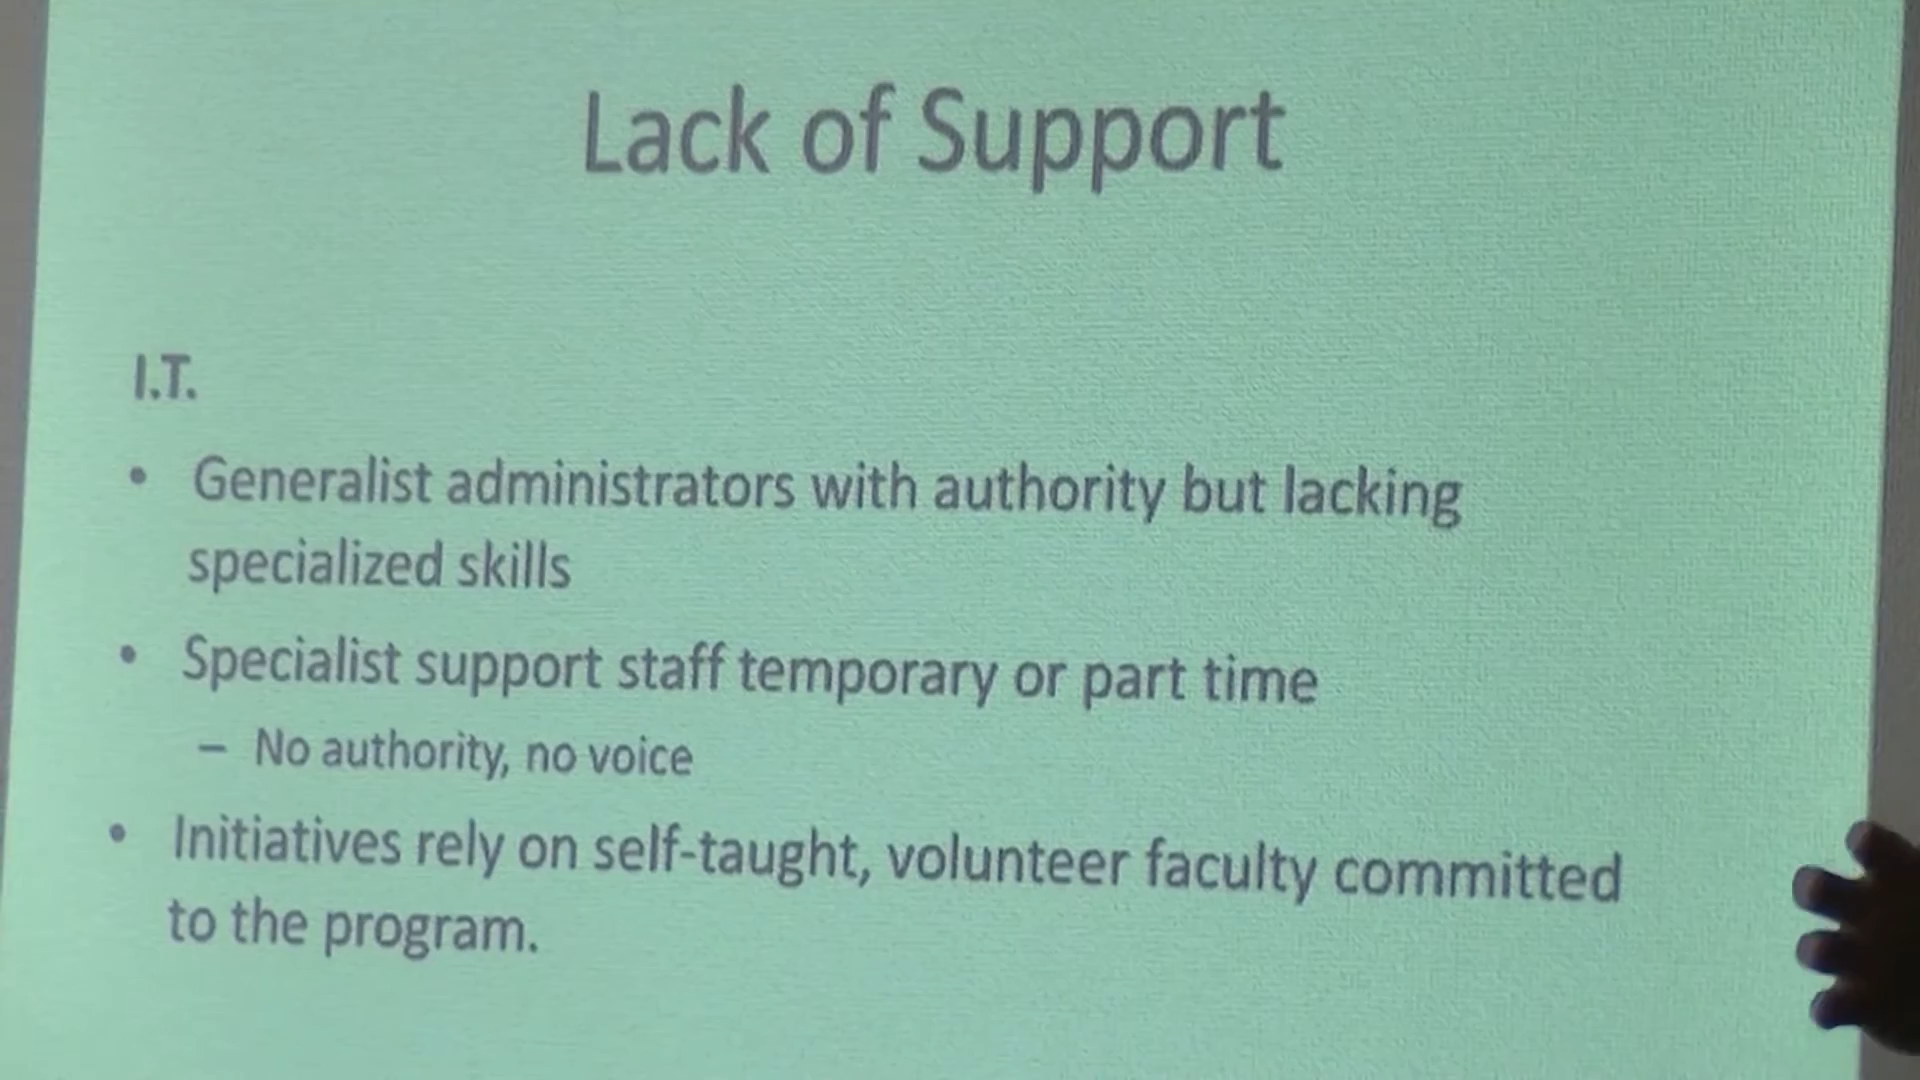 Lack of Support
I.T.
• Generalist administrators with authority but lacking
specialized skills
• Specialist support staff temporary or part time
– No authority, no voice
• Initiatives rely on self-taught, volunteer faculty committed
to the program.